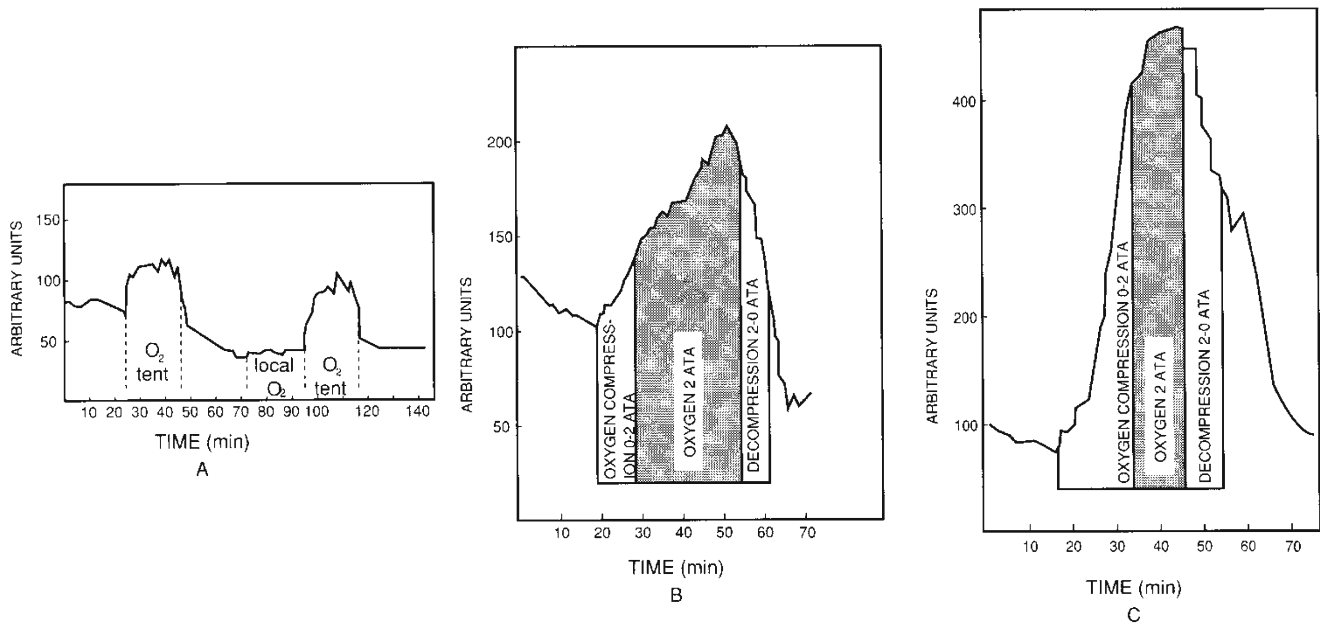 150
100
50
ARBITRARY UNITS
O₂
tent
local
O₂
O₂
tent
10 20 30 40 50 60 70 80 90 100 120 140
TIME (min)
A
200
150
100
50
ARBITRARY UNITS
OXYGEN COMPRESS-
ION 0-2 ATA
OXYGEN 2 ATA
DECOMPRESSION 2-0 ATA
10 20 30 40 50 60 70
TIME (min)
B
400
300
200
100
ARBITRARY UNITS
OXYGEN COMPRESSION 0-2 ATA
OXYGEN 2 ATA
DECOMPRESSION 2-0 ATA
10 20 30 40 50 60 70
TIME (min)
C